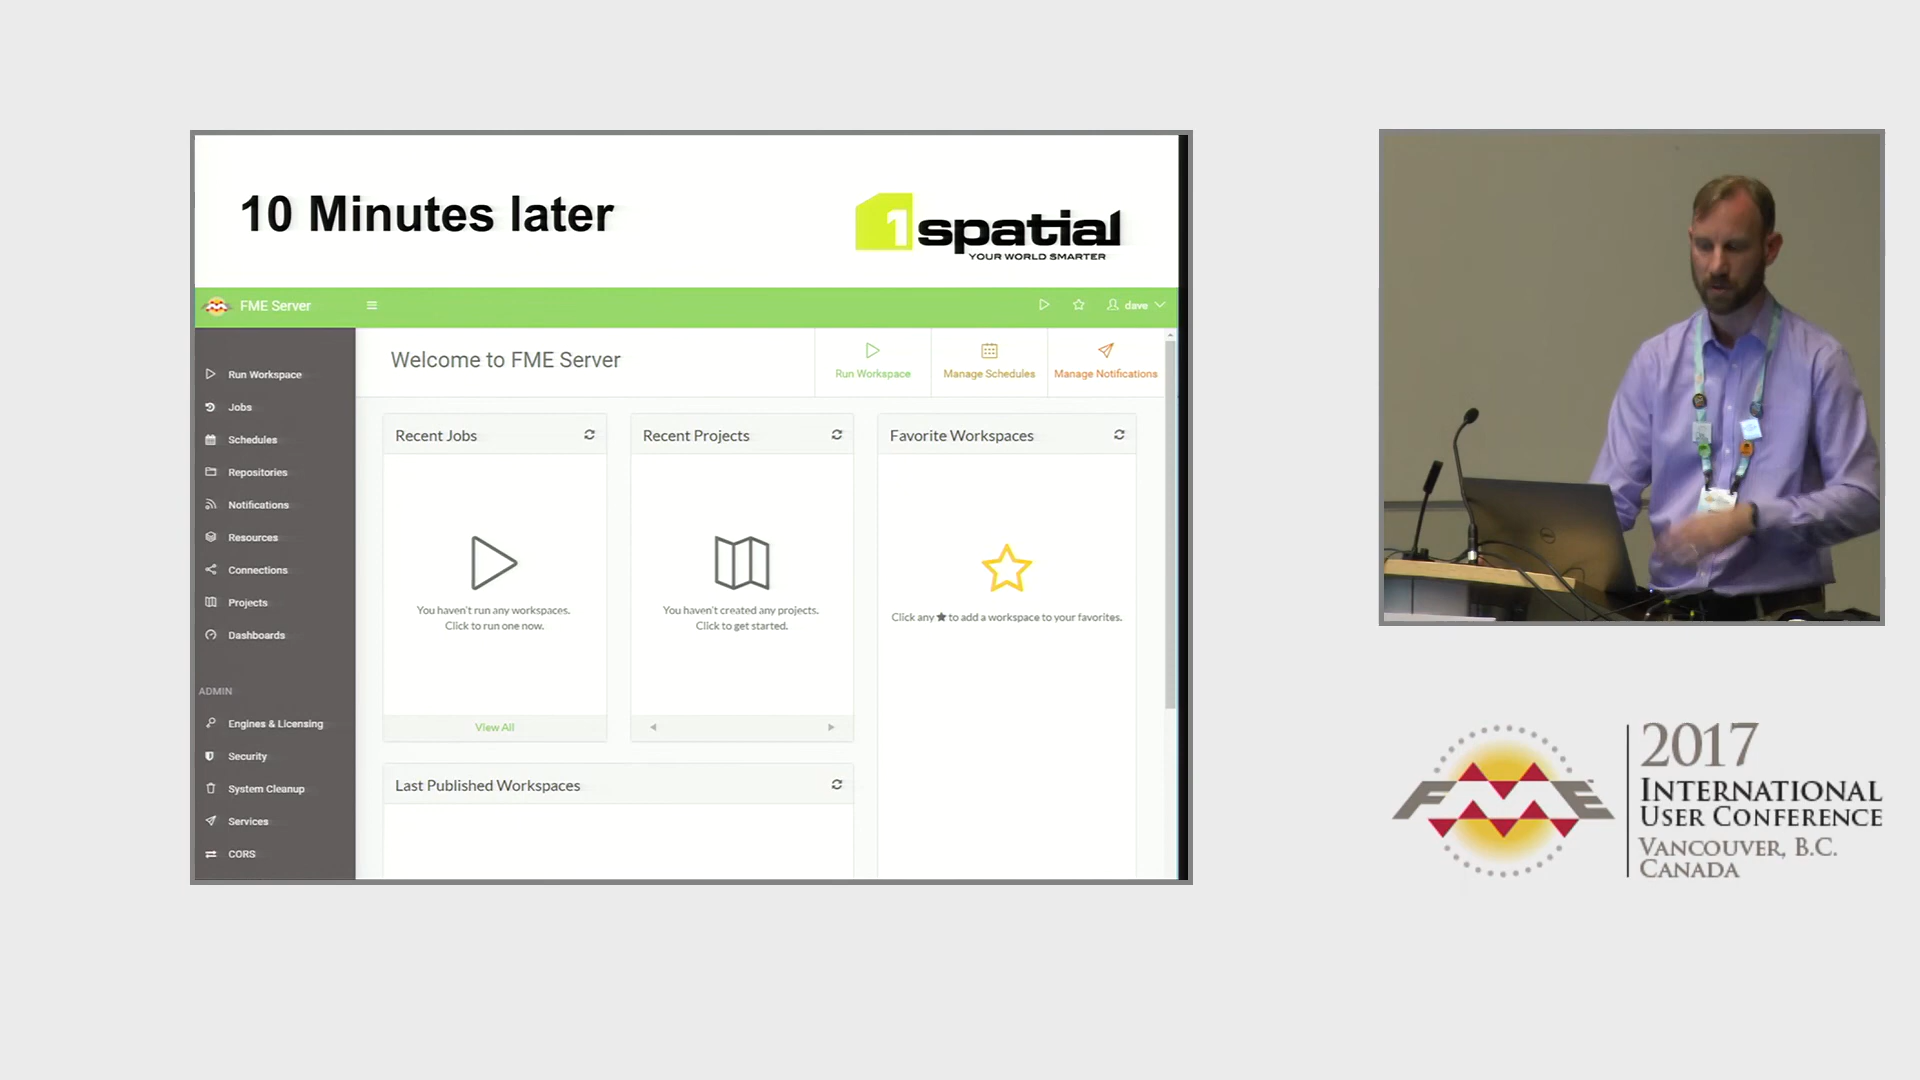 10 Minutes later
1spatial
YOUR WORLD SMARTER
FME Server
dave
Run Workspace
Jobs
Schedules
Repositories
Notifications
Resources
Connections
Projects
Dashboards
ADMIN
Engines & Licensing
Security
System Cleanup
Services
CORS
Welcome to FME Server
Run Workspace
Manage Schedules
Manage Notifications
Recent Jobs
You haven't run any workspaces.
Click to run one now.
View All
Recent Projects
You haven't created any projects.
Click to get started.
Favorite Workspaces
Click any ★ to add a workspace to your favorites.
Last Published Workspaces
FME
2017
INTERNATIONAL
USER CONFERENCE
VANCOUVER, B.C.
CANADA